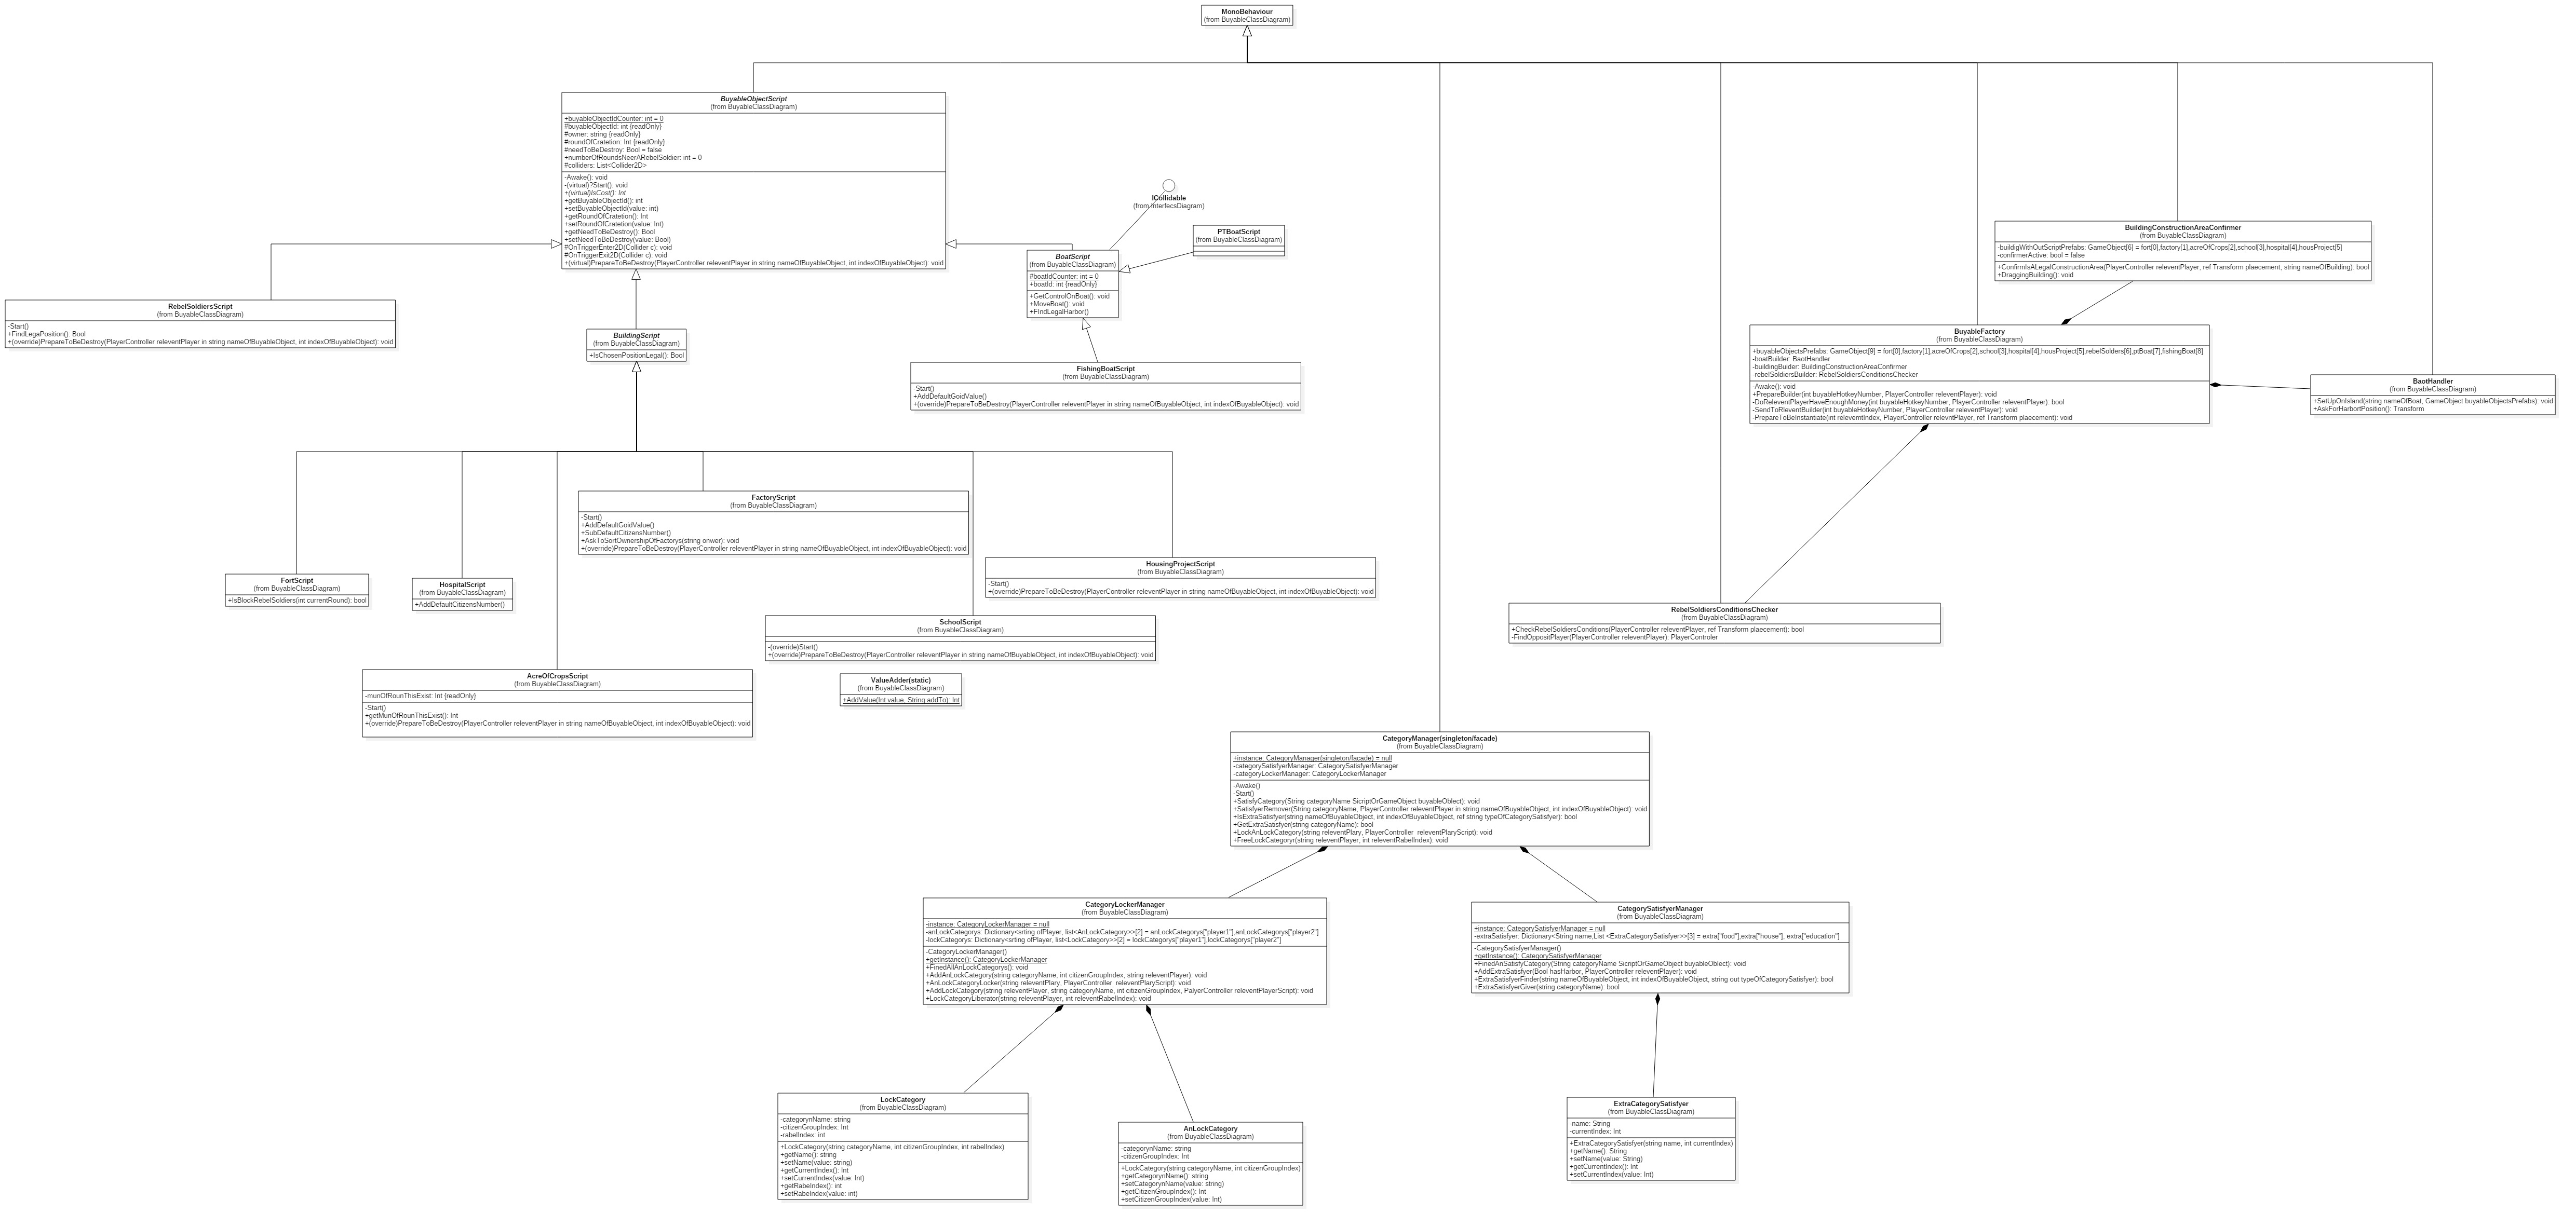 MonoBehaviour
(from BuyableClassDiagram)
BuyableObjectScript
(from BuyableClassDiagram)
+buyableObjectIdCounter: int = 0
#buyableObjectId: int {readOnly}
#owner: string {readOnly}
#roundOfCratetion: Int {readOnly}
#needToBeDestroy: Bool = false
+numberOfRoundsNeerARebelSoldier: int = 0
#colliders: List<Collider2D>
-Awake(): void
-(virtual)?Start(): void
+(virtual)IsCost(): Int
+getBuyableObjectId(): int
+setBuyableObjectId(value: int)
+getRoundOfCratetion(): Int
+setRoundOfCratetion(value: Int)
+getNeedToBeDestroy(): Bool
+setNeedToBeDestroy(value: Bool)
#OnTriggerEnter2D(Collider c): void
#OnTriggerExit2D(Collider c): void
+(virtual)PrepareToBeDestroy(PlayerController releventPlayer in string nameOfBuyableObject, int indexOfBuyableObject): void
ICollidable
(from InterfecsDiagram)
PTBoatScript
(from BuyableClassDiagram)
BoatScript
(from BuyableClassDiagram)
#boatIdCounter: int = 0
+boatId: int {readOnly}
+GetControlOnBoat(): void
+MoveBoat(): void
+FIndLegalHarbor()
BuildingConstructionAreaConfirmer
(from BuyableClassDiagram)
-buildigWithOutScriptPrefabs: GameObject[6] = fort[0],factory[1],acreOfCrops[2],school[3],hospital[4],housProject[5]
-confirmerActive: bool = false
+ConfirmIsALegalConstructionArea(PlayerController releventPlayer, ref Transform plaecement, string nameOfBuilding): bool
+DraggingBuilding(): void
RebelSoldiersScript
(from BuyableClassDiagram)
-Start()
+FindLegaPosition(): Bool
+(override)PrepareToBeDestroy(PlayerController releventPlayer in string nameOfBuyableObject, int indexOfBuyableObject): void
BuildingScript
(from BuyableClassDiagram)
+IsChosenPositionLegal(): Bool
FishingBoatScript
(from BuyableClassDiagram)
-Start()
+AddDefaultGoidValue()
+(override)PrepareToBeDestroy(PlayerController releventPlayer in string nameOfBuyableObject, int indexOfBuyableObject): void
BuyableFactory
(from BuyableClassDiagram)
+buyableObjectsPrefabs: GameObject[9] = fort[0],factory[1],acreOfCrops[2],school[3],hospital[4],housProject[5],rebelSolders[6],ptBoat[7],fishingBoat[8]
-boatBuilder: BaotHandler
-buildingBuider: BuildingConstructionAreaConfirmer
-rebelSoldiersBuilder: RebelSoldiersConditionsChecker
-Awake(): void
+PrepareBuilder(int buyableHotkeyNumber, PlayerController releventPlayer): void
-DoReleventPlayerHaveEnoughMoney(int buyableHotkeyNumber, PlayerController releventPlayer): bool
-SendToRleventBuilder(int buyableHotkeyNumber, PlayerController releventPlayer): void
-PrepareToBeInstantiate(int relevemtIndex, PlayerController relevntPlayer, ref Transform plaecement): void
BaotHandler
(from BuyableClassDiagram)
+SetUpOnIsland(string nameOfBoat, GameObject buyableObjectsPrefabs): void
+AskForHarbortPosition(): Transform
FactoryScript
(from BuyableClassDiagram)
-Start()
+AddDefaultGoidValue()
+SubDefaultCitizensNumber()
+AskToSortOwnershipOfFactorys(string onwer): void
+(override)PrepareToBeDestroy(PlayerController releventPlayer in string nameOfBuyableObject, int indexOfBuyableObject): void
FortScript
(from BuyableClassDiagram)
+IsBlockRebelSoldiers(int currentRound): bool
HospitalScript
(from BuyableClassDiagram)
+AddDefaultCitizensNumber()
HousingProjectScript
(from BuyableClassDiagram)
-Start()
+(override)PrepareToBeDestroy(PlayerController releventPlayer in string nameOfBuyableObject, int indexOfBuyableObject): void
SchoolScript
(from BuyableClassDiagram)
-(override)Start()
+(override)PrepareToBeDestroy(PlayerController releventPlayer in string nameOfBuyableObject, int indexOfBuyableObject): void
RebelSoldiersConditionsChecker
(from BuyableClassDiagram)
+CheckRebelSoldiersConditions(PlayerController releventPlayer, ref Transform plaecement): bool
-FindOppositPlayer(PlayerController releventPlayer): PlayerControler
AcreOfCropsScript
(from BuyableClassDiagram)
-munOfRounThisExist: Int {readOnly}
-Start()
+getMunOfRounThisExist(): Int
+(override)PrepareToBeDestroy(PlayerController releventPlayer in string nameOfBuyableObject, int indexOfBuyableObject): void
ValueAdder(static)
(from BuyableClassDiagram)
+AddValue(Int value, String addTo): Int
CategoryManager(singleton/facade)
(from BuyableClassDiagram)
+instance: CategoryManager(singleton/facade) = null
-categorySatisfyerManager: CategorySatisfyerManager
-categoryLockerManager: CategoryLockerManager
-Awake()
-Start()
+SatisfyCategory(String categoryName SicriptOrGameObject buyableOblect): void
+SatisfyerRemover(String categoryName, PlayerController releventPlayer in string nameOfBuyableObject, int indexOfBuyableObject): void
+IsExtraSatisfyer(string nameOfBuyableObject, int indexOfBuyableObject, ref string typeOfCategorySatisfyer): bool
+GetExtraSatisfyer(string categoryName): bool
+LockAnLockCategory(string releventPlary, PlayerController  releventPlaryScript): void
+FreeLockCategoryr(string releventPlayer, int releventRabelIndex): void
CategoryLockerManager
(from BuyableClassDiagram)
-instance: CategoryLockerManager = null
-anLockCategorys: Dictionary<srting ofPlayer, list<AnLockCategory>>[2] = anLockCategorys["player1"],anLockCategorys["player2"]
-lockCategorys: Dictionary<srting ofPlayer, list<LockCategory>>[2] = lockCategorys["player1"],lockCategorys["player2"]
-CategoryLockerManager()
+getInstance(): CategoryLockerManager
+FinedAllAnLockCategorys(): void
+AddAnLockCategory(string categoryName, int citizenGroupIndex, string releventPlayer): void
+AnLockCategoryLocker(string releventPlary, PlayerController  releventPlaryScript): void
+AddLockCategory(string releventPlayer, string categoryName, int citizenGroupIndex, PalyerController releventPlayerScript): void
+LockCategoryLiberator(string releventPlayer, int releventRabelIndex): void
CategorySatisfyerManager
(from BuyableClassDiagram)
+instance: CategorySatisfyerManager = null
-extraSatisfyer: Dictionary<String name,List <ExtraCategorySatisfyer>>[3] = extra["food"],extra["house"], extra["education"]
-CategorySatisfyerManager()
+getInstance(): CategorySatisfyerManager
+FinedAnSatisfyCategory(String categoryName SicriptOrGameObject buyableOblect): void
+AddExtraSatisfyer(Bool hasHarbor, PlayerController releventPlayer): void
+ExtraSatisfyerFinder(string nameOfBuyableObject, int indexOfBuyableObject, string out typeOfCategorySatisfyer): bool
+ExtraSatisfyerGiver(string categoryName): bool
LockCategory
(from BuyableClassDiagram)
-categorynName: string
-citizenGroupIndex: Int
-rabelIndex: int
+LockCategory(string categoryName, int citizenGroupIndex, int rabelIndex)
+getName(): string
+setName(value: string)
+getCurrentIndex(): Int
+setCurrentIndex(value: Int)
+getRabeIndex(): int
+setRabeIndex(value: int)
AnLockCategory
(from BuyableClassDiagram)
-categorynName: string
-citizenGroupIndex: Int
+LockCategory(string categoryName, int citizenGroupIndex)
+getCategorynName(): string
+setCategorynName(value: string)
+getCitizenGroupIndex(): Int
+setCitizenGroupIndex(value: Int)
ExtraCategorySatisfyer
(from BuyableClassDiagram)
-name: String
-currentIndex: Int
+ExtraCategorySatisfyer(string name, int currentIndex)
+getName(): String
+setName(value: String)
+getCurrentIndex(): Int
+setCurrentIndex(value: Int)